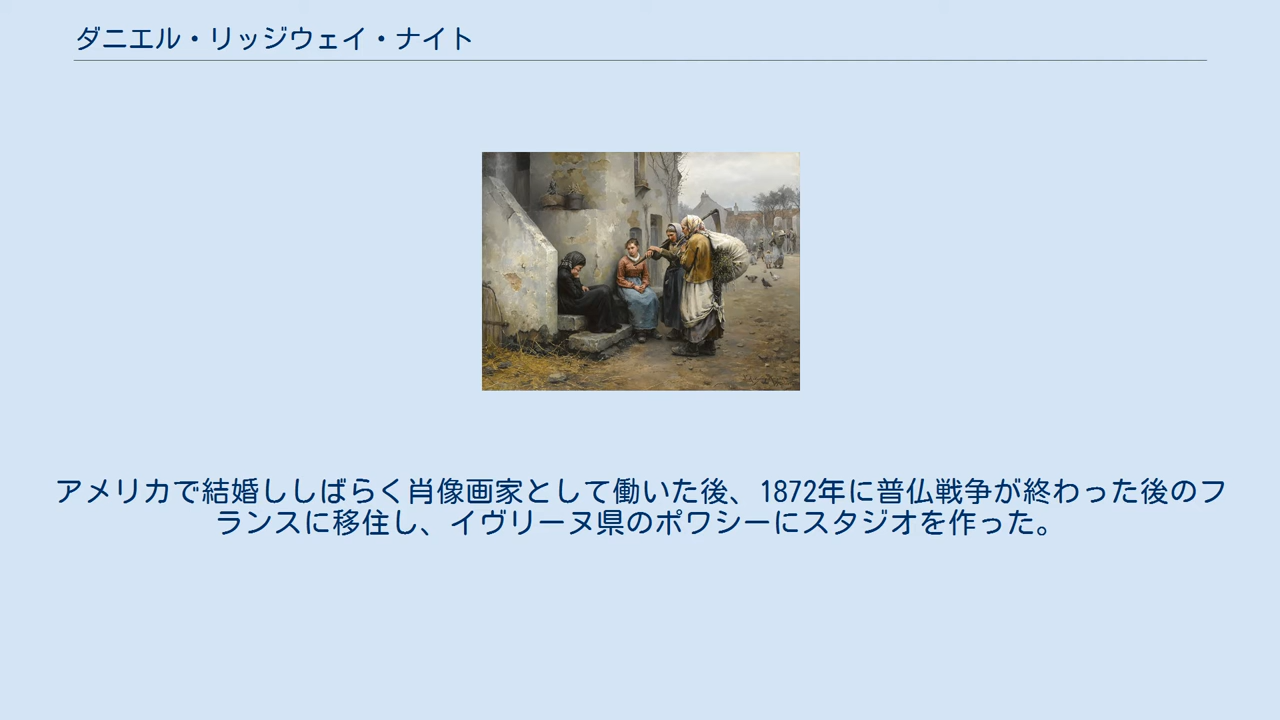 ダニエル・リッジウェイ・ナイト
アメリカで結婚ししばらく肖像画家として働いた後、1872年に普仏戦争が終わった後のフ
ランスに移住し、イヴリーヌ県のポワシーにスタジオを作った。